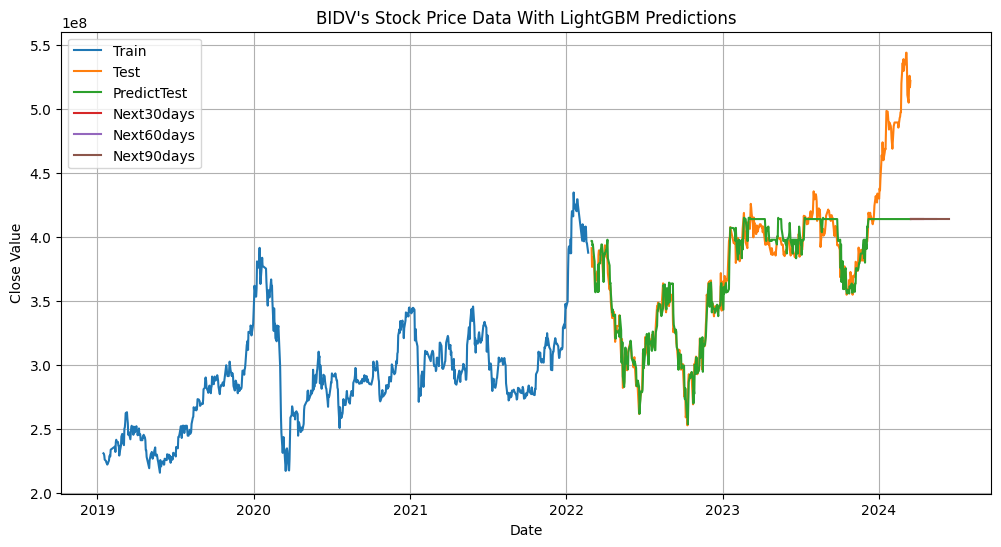 BIDV's Stock Price Data With LightGBM Predictions
1e8
5.5
5.0
4.5
4.0
3.5
3.0
2.5
2.0
Close Value
Train
Test
PredictTest
Next30days
Next60days
Next90days
2019 2020 2021 2022 2023 2024
Date